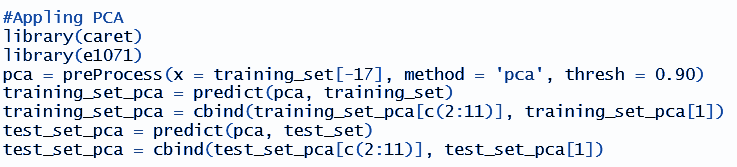 #Appling PCA
library(caret)
library(e1071)
pca = preProcess(x = training_set[-17], method = 'pca', thresh = 0.90)
training_set_pca = predict(pca, training_set)
training_set_pca = cbind(training_set_pca[c(2:11)], training_set_pca[1])
test_set_pca = predict(pca, test_set)
test_set_pca = cbind(test_set_pca[c(2:11)], test_set_pca[1])